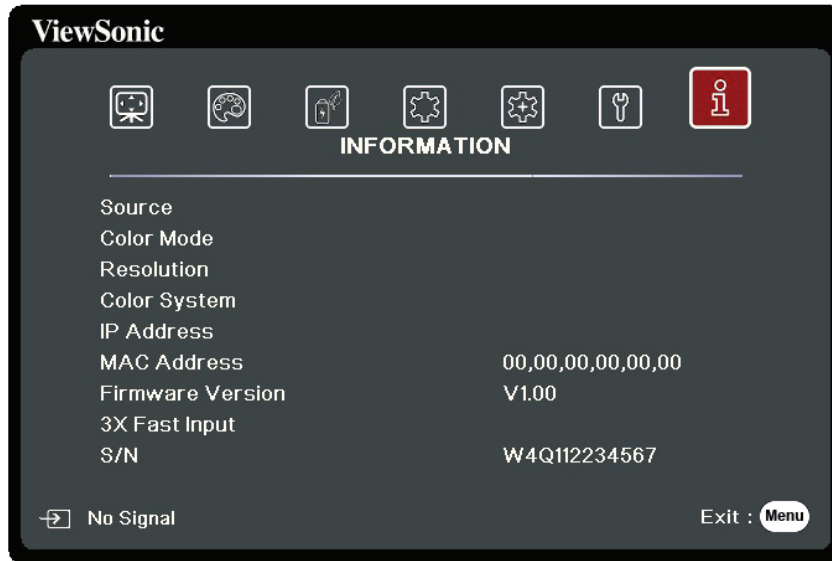 ViewSonic
INFORMATION
Source
Color Mode
Resolution
Color System
IP Address
MAC Address 00,00,00,00,00,00
Firmware Version V1.00
3X Fast Input
S/N W4Q112234567
No Signal Exit : Menu